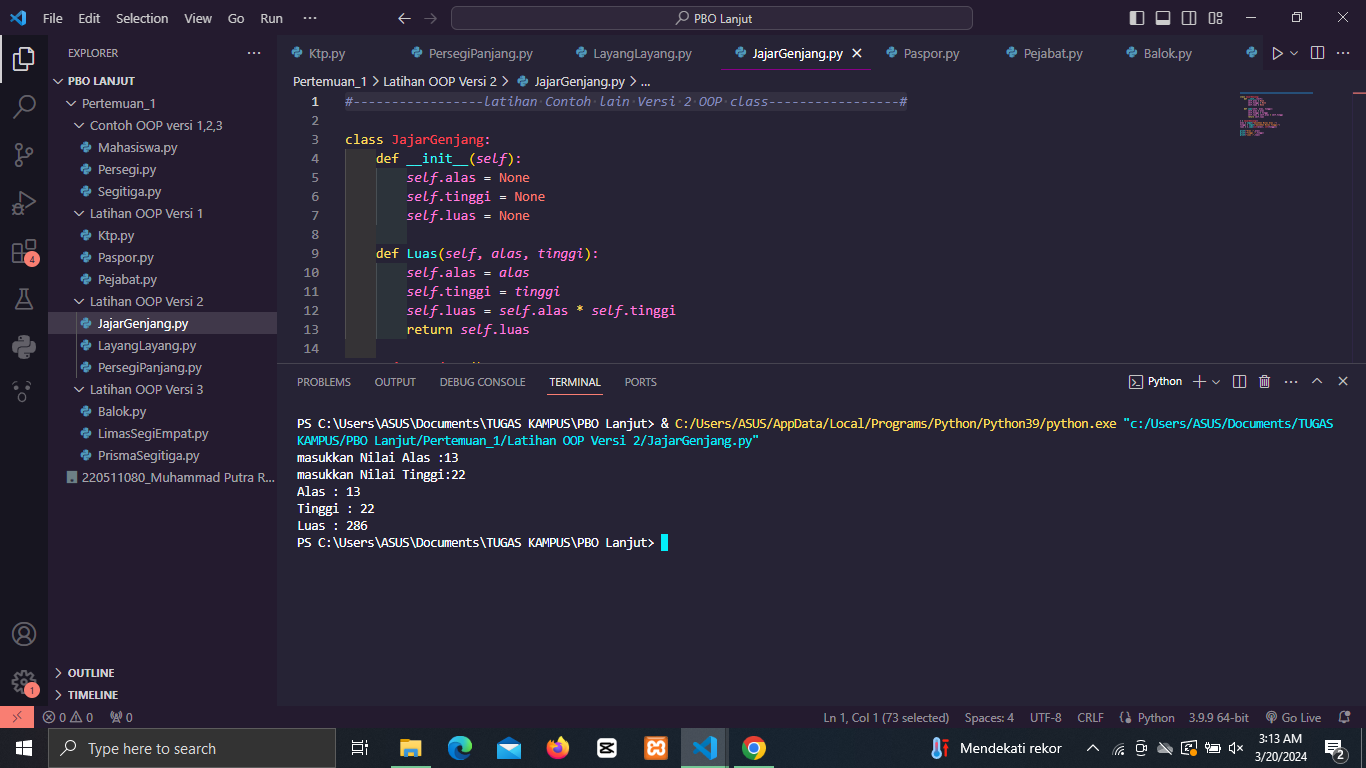 File Edit Selection View Go Run ··· PBO Lanjut
EXPLORER ···
PBO LANJUT
Pertemuan_1
Contoh OOP versi 1,2,3
Mahasiswa.py
Persegi.py
Segitiga.py
Latihan OOP Versi 1
Ktp.py
Paspor.py
Pejabat.py
Latihan OOP Versi 2
JajarGenjang.py
LayangLayang.py
PersegiPanjang.py
Latihan OOP Versi 3
Balok.py
LimasSegiEmpat.py
PrismaSegitiga.py
220511080_Muhammad Putra R...
OUTLINE
TIMELINE
4
1
Ktp.py PersegiPanjang.py LayangLayang.py JajarGenjang.py Paspor.py Pejabat.py Balok.py ···
Pertemuan_1 > Latihan OOP Versi 2 > JajarGenjang.py > ...
1 #-----------------latihan·Contoh·lain·Versi·2·OOP·class-----------------#
2
3 class JajarGenjang:
4 def __init__(self):
5 self.alas = None
6 self.tinggi = None
7 self.luas = None
8
9 def Luas(self, alas, tinggi):
10 self.alas = alas
11 self.tinggi = tinggi
12 self.luas = self.alas * self.tinggi
13 return self.luas
14
PROBLEMS OUTPUT DEBUG CONSOLE TERMINAL PORTS Python ···
PS C:\Users\ASUS\Documents\TUGAS KAMPUS\PBO Lanjut> & C:/Users/ASUS/AppData/Local/Programs/Python/Python39/python.exe "c:/Users/ASUS/Documents/TUGAS
KAMPUS/PBO Lanjut/Pertemuan_1/Latihan OOP Versi 2/JajarGenjang.py"
masukkan Nilai Alas :13
masukkan Nilai Tinggi:22
Alas : 13
Tinggi : 22
Luas : 286
PS C:\Users\ASUS\Documents\TUGAS KAMPUS\PBO Lanjut>
0 0 0 Ln 1, Col 1 (73 selected) Spaces: 4 UTF-8 CRLF Python 3.9.9 64-bit Go Live
Type here to search Mendekati rekor 3:13 AM
3/20/2024
2